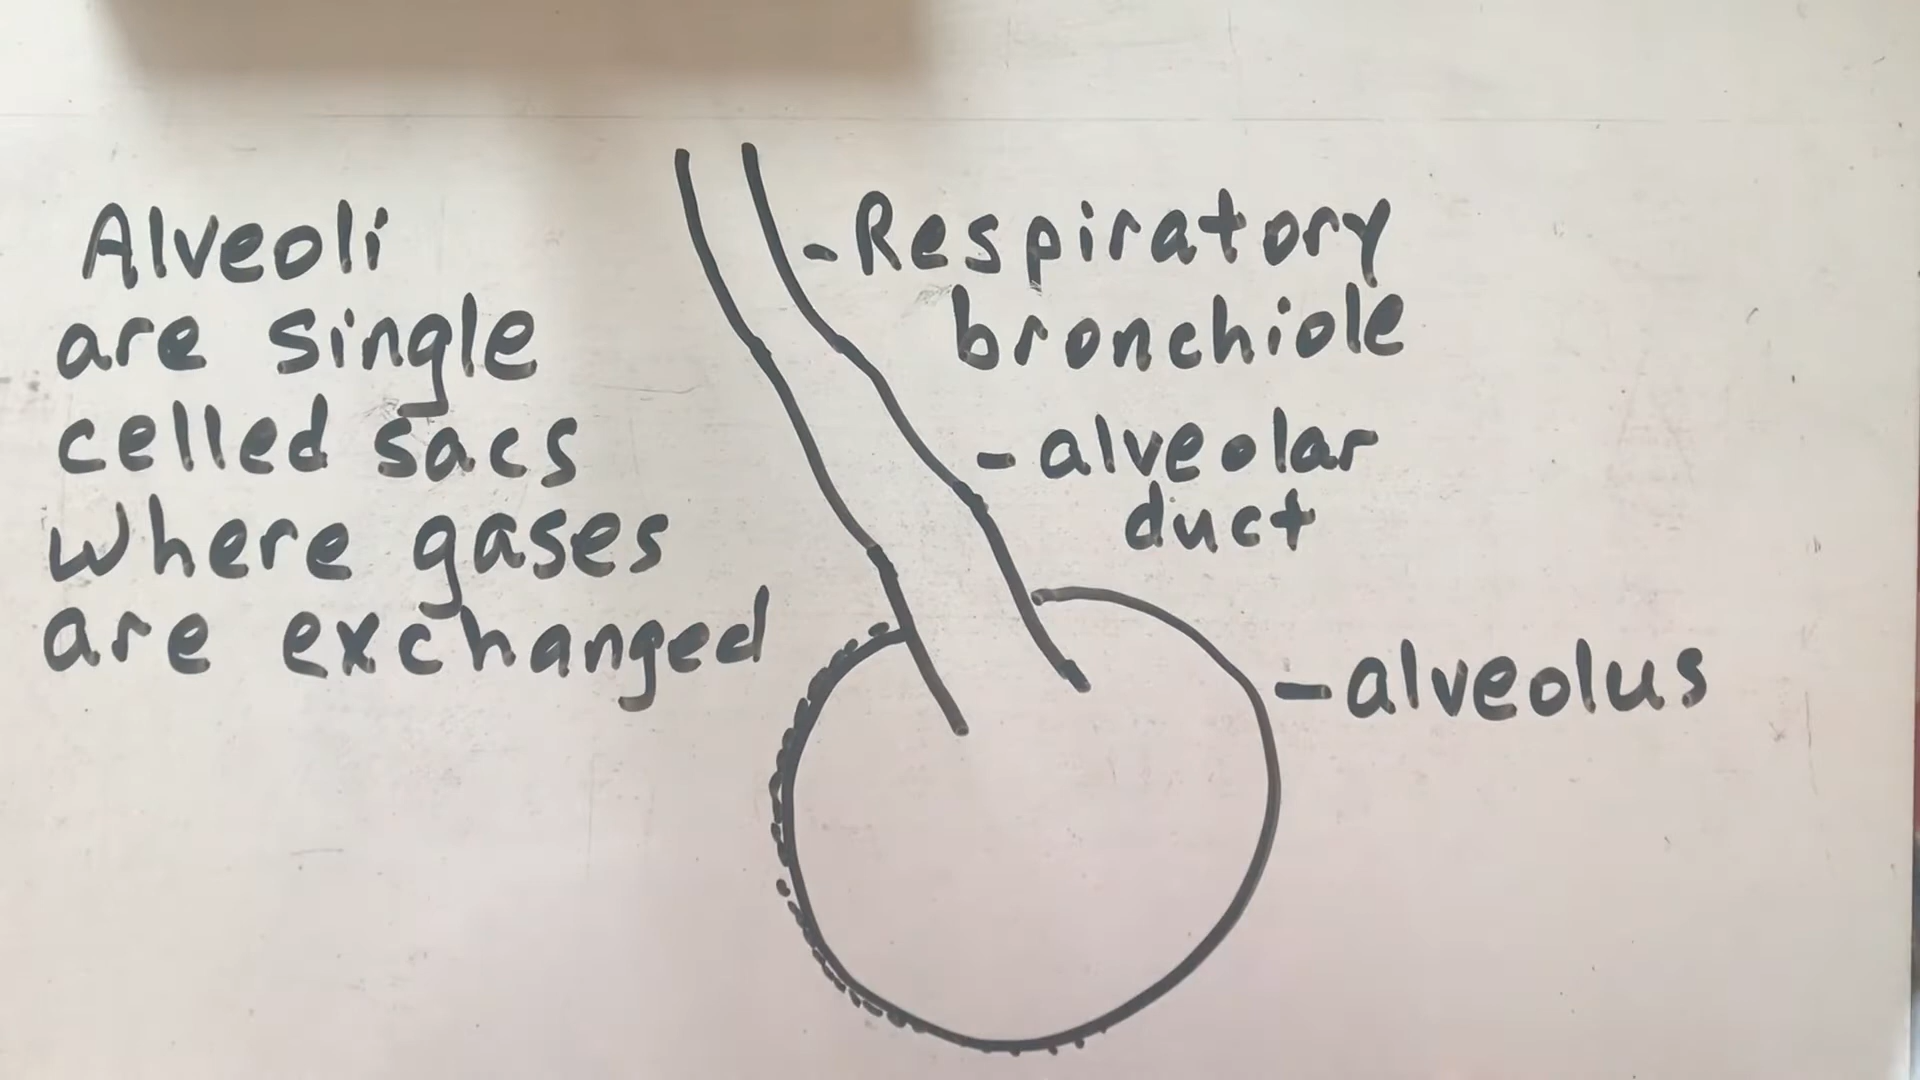 Alveoli
are single
celled sacs
where gases
are exchanged
-Respiratory
bronchiole
-alveolar
duct
-alveolus